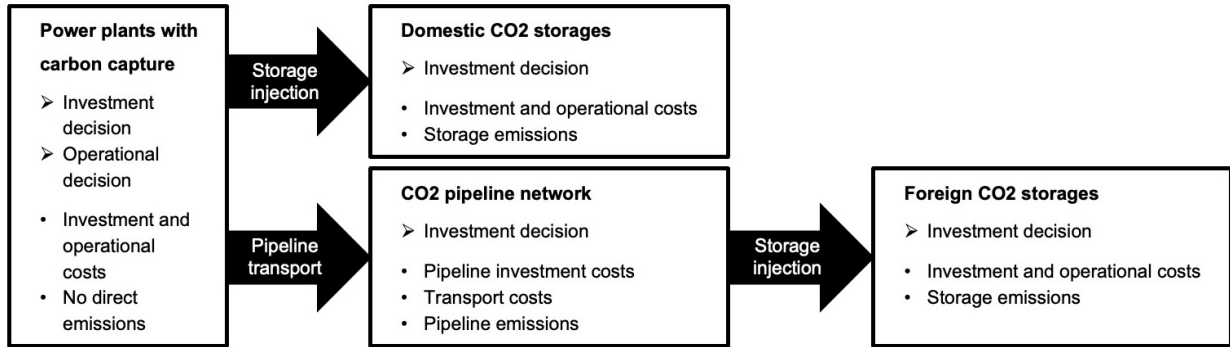 Power plants with
carbon capture
➢ Investment
decision
➢ Operational
decision
• Investment and
operational
costs
• No direct
emissions
Storage
injection
Domestic CO2 storages
➢ Investment decision
• Investment and operational costs
• Storage emissions
Pipeline
transport
CO2 pipeline network
➢ Investment decision
• Pipeline investment costs
• Transport costs
• Pipeline emissions
Storage
injection
Foreign CO2 storages
➢ Investment decision
• Investment and operational costs
• Storage emissions